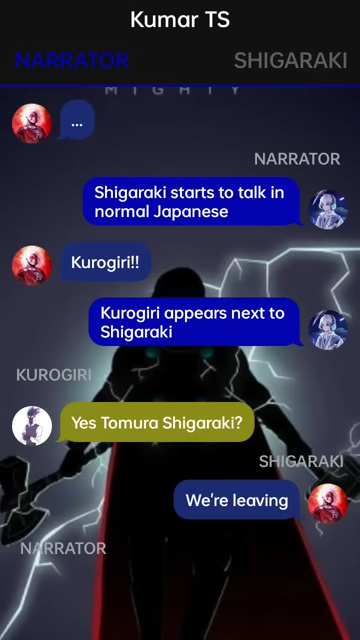 Kumar TS
NARRATOR
SHIGARAKI
MIGHTY
...
NARRATOR
Shigaraki starts to talk in
normal Japanese
Kurogiri!!
Kurogiri appears next to
Shigaraki
KUROGIRI
Yes Tomura Shigaraki?
SHIGARAKI
We're leaving
NARRATOR